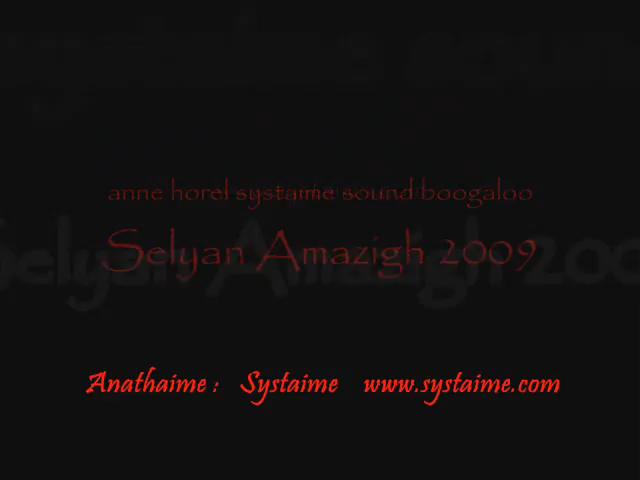 anne horel systaime sound boogaloo
Selyan Amazigh 2009
Anathaime : Systaime www.systaime.com